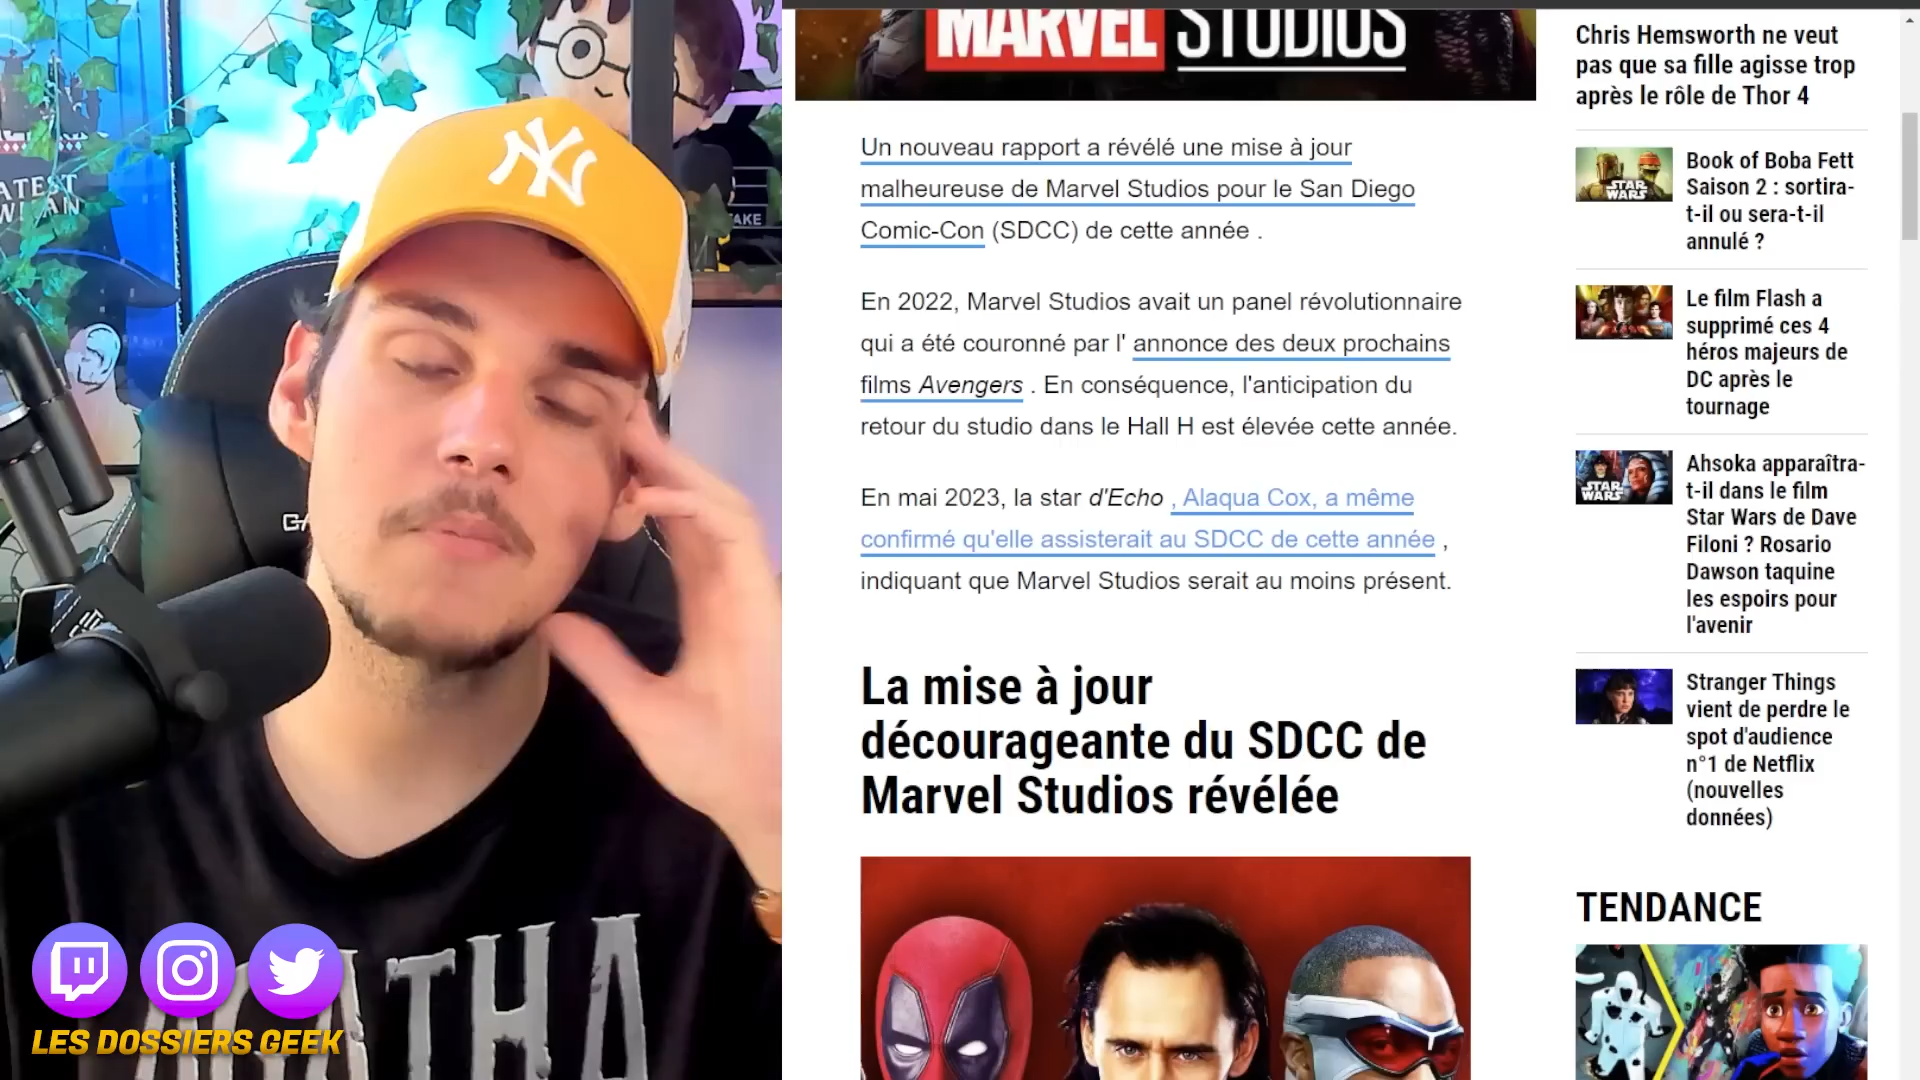 MARVEL STUDIOS
Un nouveau rapport a révélé une mise à jour
malheureuse de Marvel Studios pour le San Diego
Comic-Con (SDCC) de cette année .
En 2022, Marvel Studios avait un panel révolutionnaire
qui a été couronné par l' annonce des deux prochains
films Avengers . En conséquence, l'anticipation du
retour du studio dans le Hall H est élevée cette année.
En mai 2023, la star d'Echo , Alaqua Cox, a même
confirmé qu'elle assisterait au SDCC de cette année ,
indiquant que Marvel Studios serait au moins présent.
La mise à jour
décourageante du SDCC de
Marvel Studios révélée
Chris Hemsworth ne veut
pas que sa fille agisse trop
après le rôle de Thor 4
STAR
WARS
Book of Boba Fett
Saison 2 : sortira-
t-il ou sera-t-il
annulé ?
Le film Flash a
supprimé ces 4
héros majeurs de
DC après le
tournage
STAR
WARS
Ahsoka apparaîtra-
t-il dans le film
Star Wars de Dave
Filoni ? Rosario
Dawson taquine
les espoirs pour
l'avenir
Stranger Things
vient de perdre le
spot d'audience
n°1 de Netflix
(nouvelles
données)
TENDANCE
NY
AGATHA
LES DOSSIERS GEEK